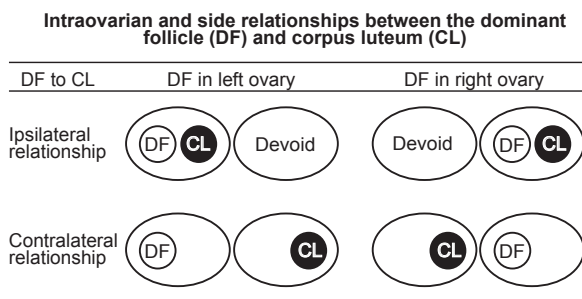 Intraovarian and side relationships between the dominant
follicle (DF) and corpus luteum (CL)
DF to CL DF in left ovary DF in right ovary
Ipsilateral
relationship
DF CL Devoid Devoid DF CL
Contralateral
relationship
DF CL CL DF